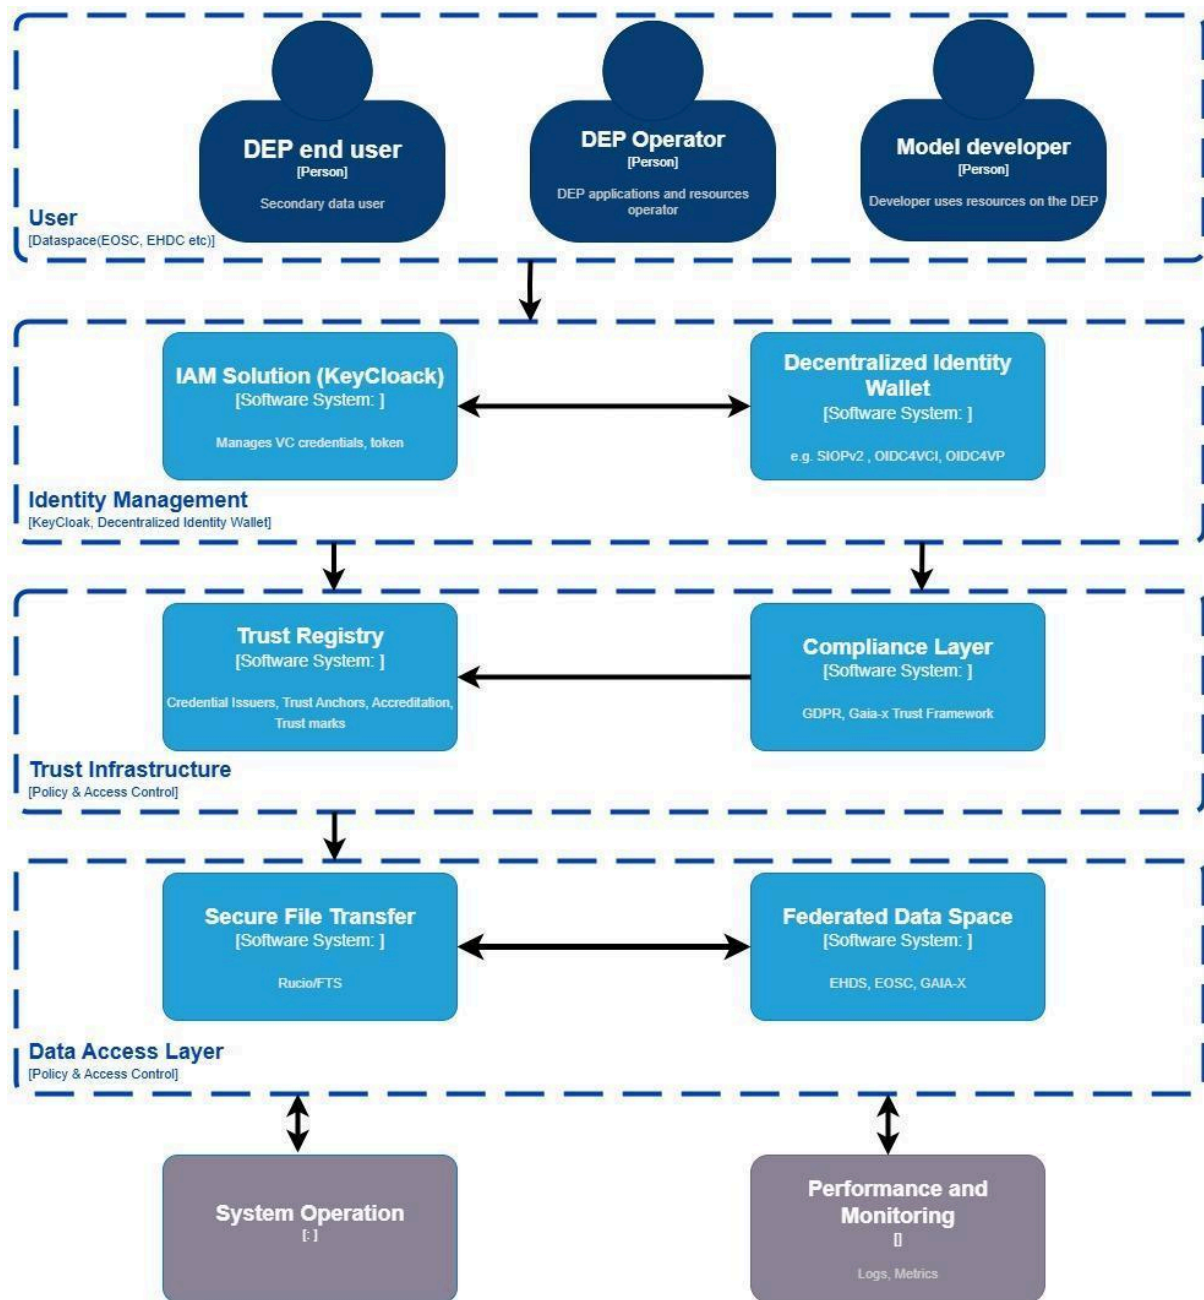 DEP end user
[Person]
Secondary data user
DEP Operator
[Person]
DEP applications and resources
operator
Model developer
[Person]
Developer uses resources on the DEP
User
[Dataspace(EOSC, EHDC etc)]
IAM Solution (KeyCloack)
[Software System: ]
Manages VC credentials, token
Decentralized Identity
Wallet
[Software System: ]
e.g. SIOPv2 , OIDC4VCI, OIDC4VP
Identity Management
[KeyCloak, Decentralized Identity Wallet]
Trust Registry
[Software System: ]
Credential Issuers, Trust Anchors, Accreditation,
Trust marks
Compliance Layer
[Software System: ]
GDPR, Gaia-x Trust Framework
Trust Infrastructure
[Policy & Access Control]
Secure File Transfer
[Software System: ]
Rucio/FTS
Federated Data Space
[Software System: ]
EHDS, EOSC, GAIA-X
Data Access Layer
[Policy & Access Control]
System Operation
[: ]
Performance and
Monitoring
[]
Logs, Metrics